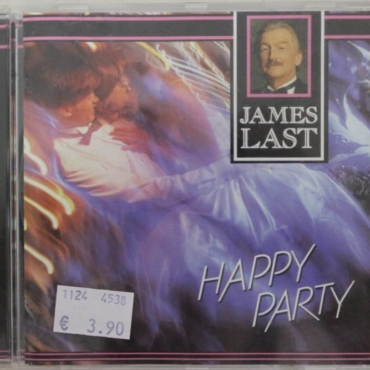 JAMES
LAST
HAPPY
PARTY
1124 4538
€ 3.90